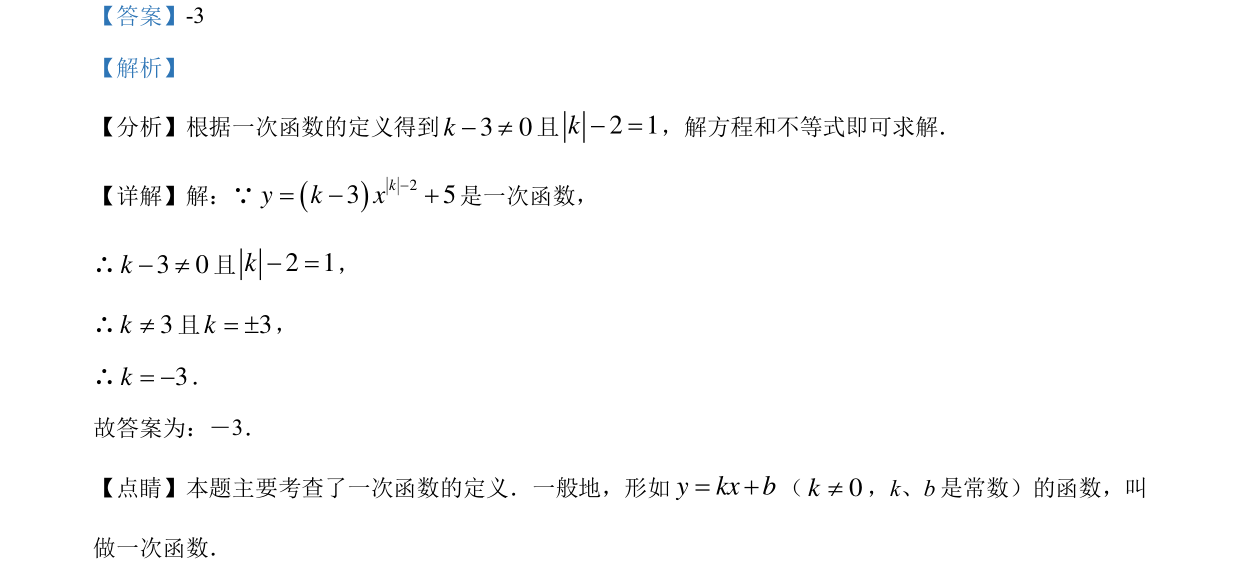 【答案】-3
【解析】
【分析】根据一次函数的定义得到 k－3≠0 且 |k|－2=1，解方程和不等式即可求解．
【详解】解：∵ y=(k－3)x^{|k|－2}+5 是一次函数，
∴ k－3≠0 且 |k|－2=1，
∴ k≠3 且 k=±3，
∴ k=－3．
故答案为：－3．
【点睛】本题主要考查了一次函数的定义．一般地，形如 y=kx+b（k≠0，k、b 是常数）的函数，叫
做一次函数．